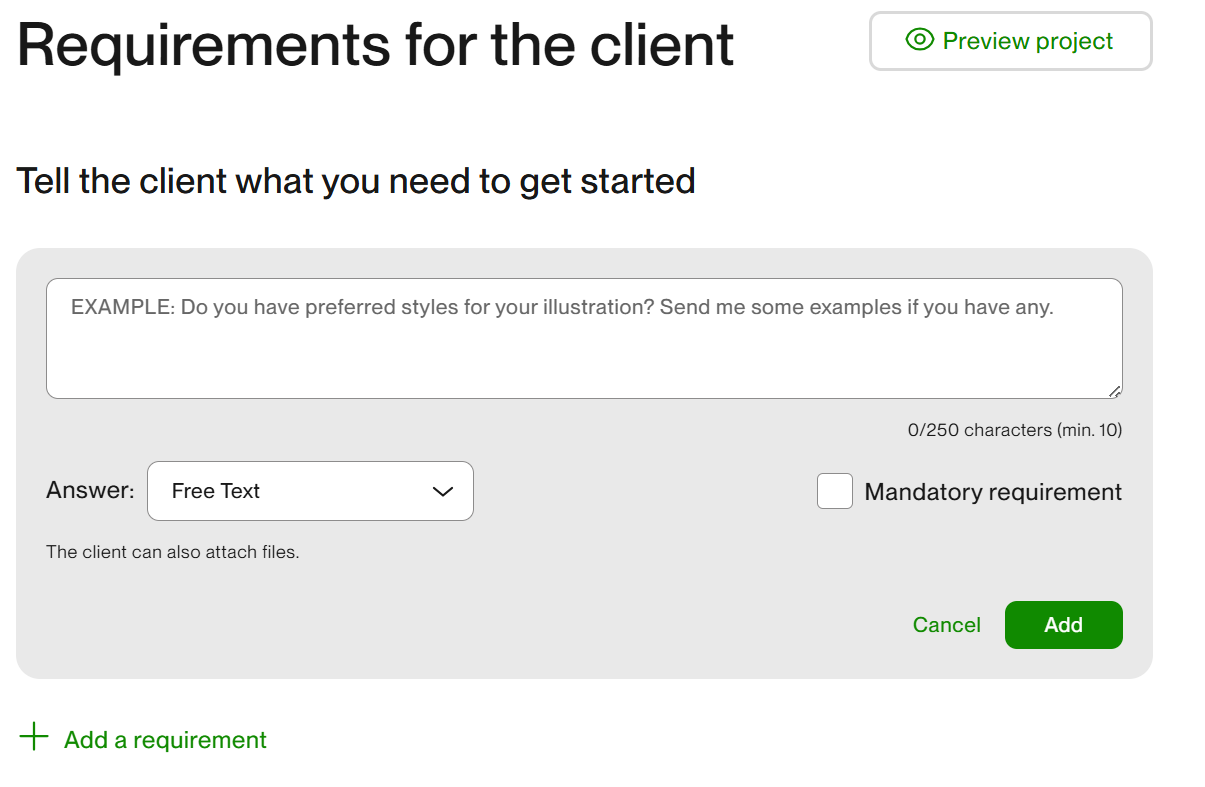 Requirements for the client
Preview project
Tell the client what you need to get started
EXAMPLE: Do you have preferred styles for your illustration? Send me some examples if you have any.
0/250 characters (min. 10)
Answer:
Free Text
Mandatory requirement
The client can also attach files.
Cancel
Add
Add a requirement